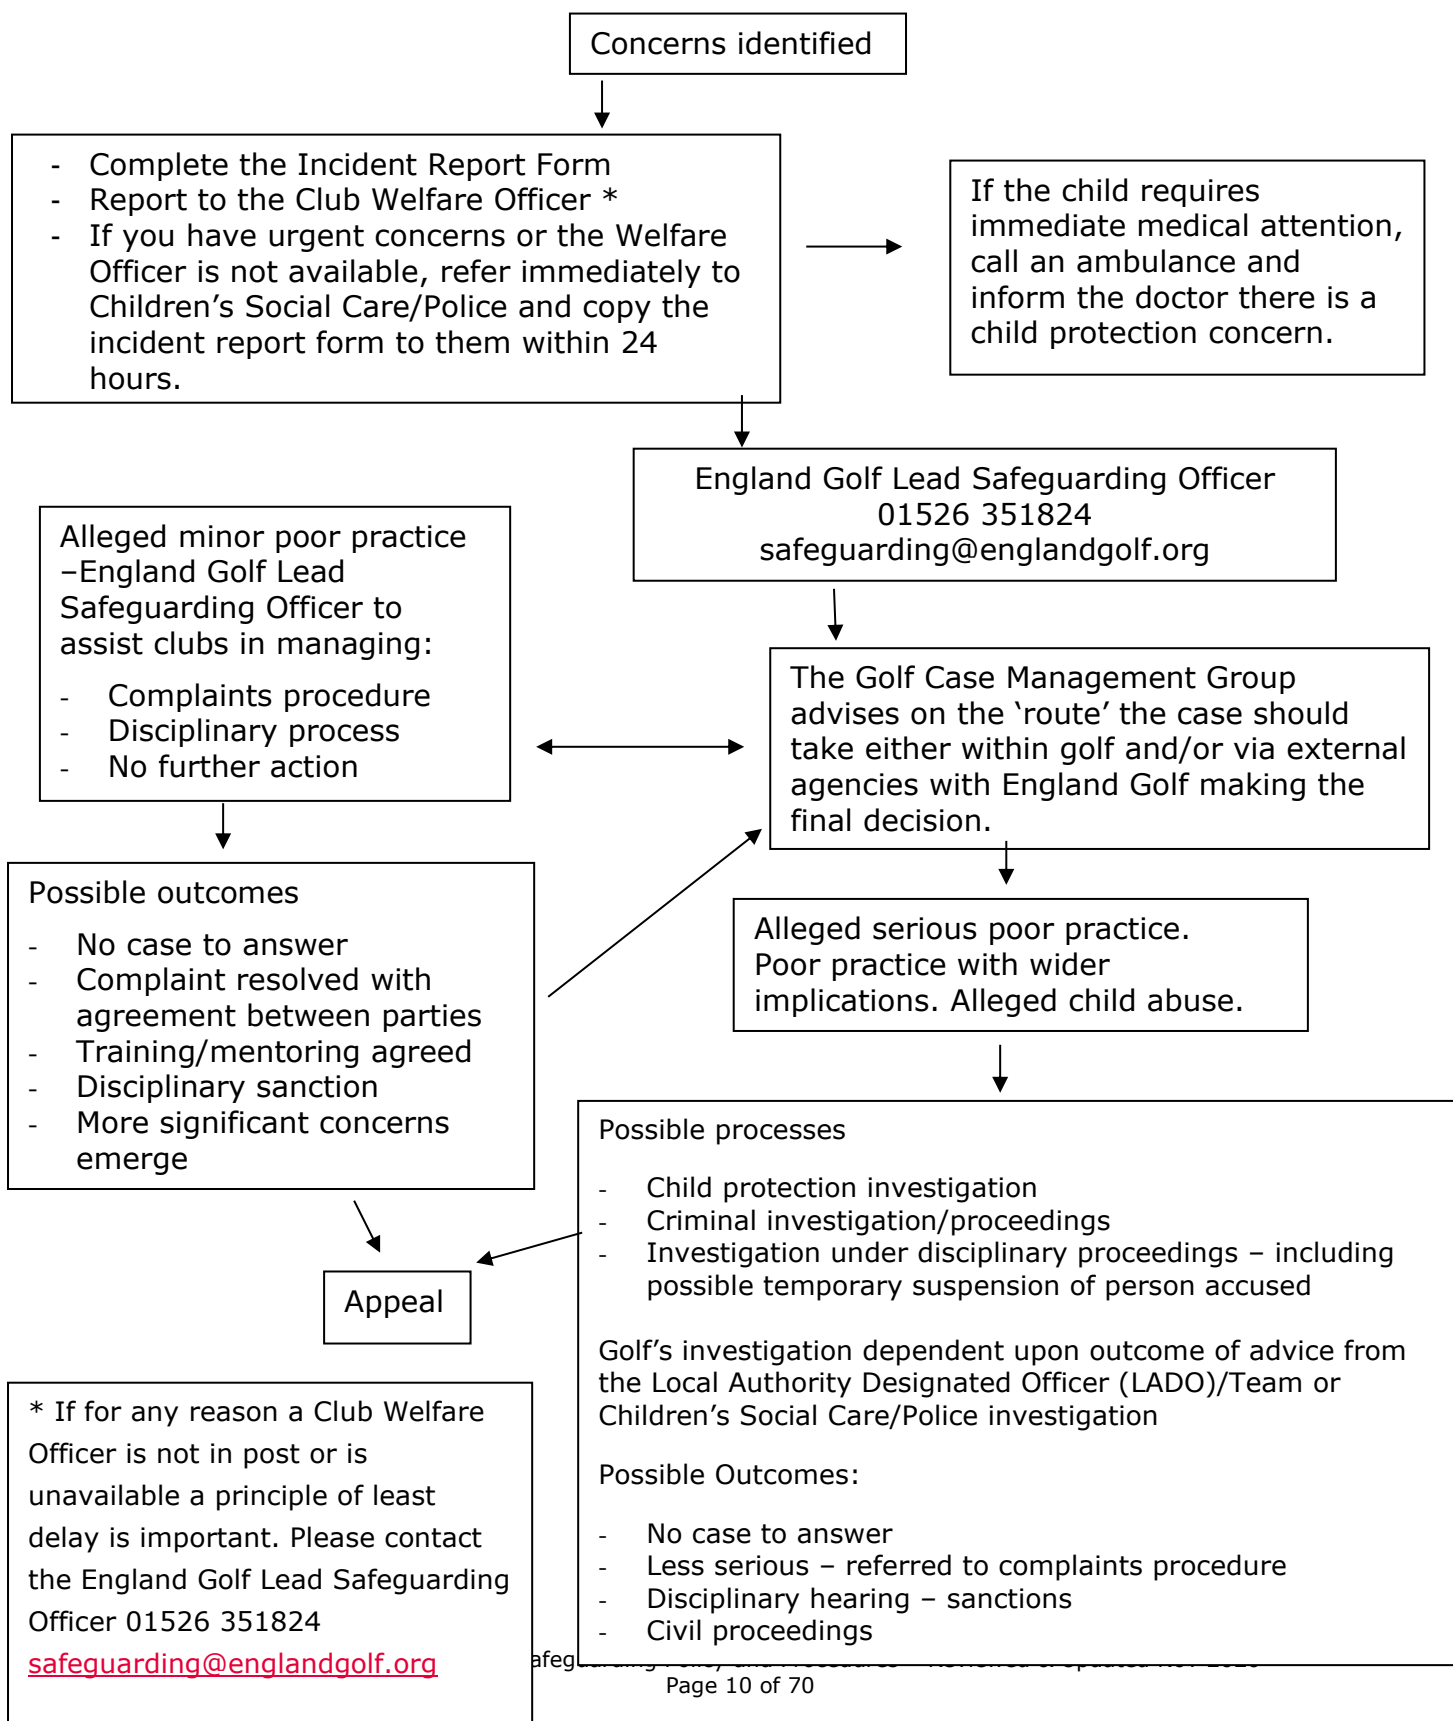 Concerns identified
- Complete the Incident Report Form
- Report to the Club Welfare Officer *
- If you have urgent concerns or the Welfare
Officer is not available, refer immediately to
Children’s Social Care/Police and copy the
incident report form to them within 24
hours.
If the child requires
immediate medical attention,
call an ambulance and
inform the doctor there is a
child protection concern.
England Golf Lead Safeguarding Officer
01526 351824
safeguarding@englandgolf.org
Alleged minor poor practice
–England Golf Lead
Safeguarding Officer to
assist clubs in managing:
- Complaints procedure
- Disciplinary process
- No further action
The Golf Case Management Group
advises on the ‘route’ the case should
take either within golf and/or via external
agencies with England Golf making the
final decision.
Possible outcomes
- No case to answer
- Complaint resolved with
agreement between parties
- Training/mentoring agreed
- Disciplinary sanction
- More significant concerns
emerge
Alleged serious poor practice.
Poor practice with wider
implications. Alleged child abuse.
Possible processes
- Child protection investigation
- Criminal investigation/proceedings
- Investigation under disciplinary proceedings – including
possible temporary suspension of person accused
Golf’s investigation dependent upon outcome of advice from
the Local Authority Designated Officer (LADO)/Team or
Children’s Social Care/Police investigation
Possible Outcomes:
- No case to answer
- Less serious – referred to complaints procedure
- Disciplinary hearing – sanctions
- Civil proceedings
Appeal
* If for any reason a Club Welfare
Officer is not in post or is
unavailable a principle of least
delay is important. Please contact
the England Golf Lead Safeguarding
Officer 01526 351824
safeguarding@englandgolf.org
Page 10 of 70